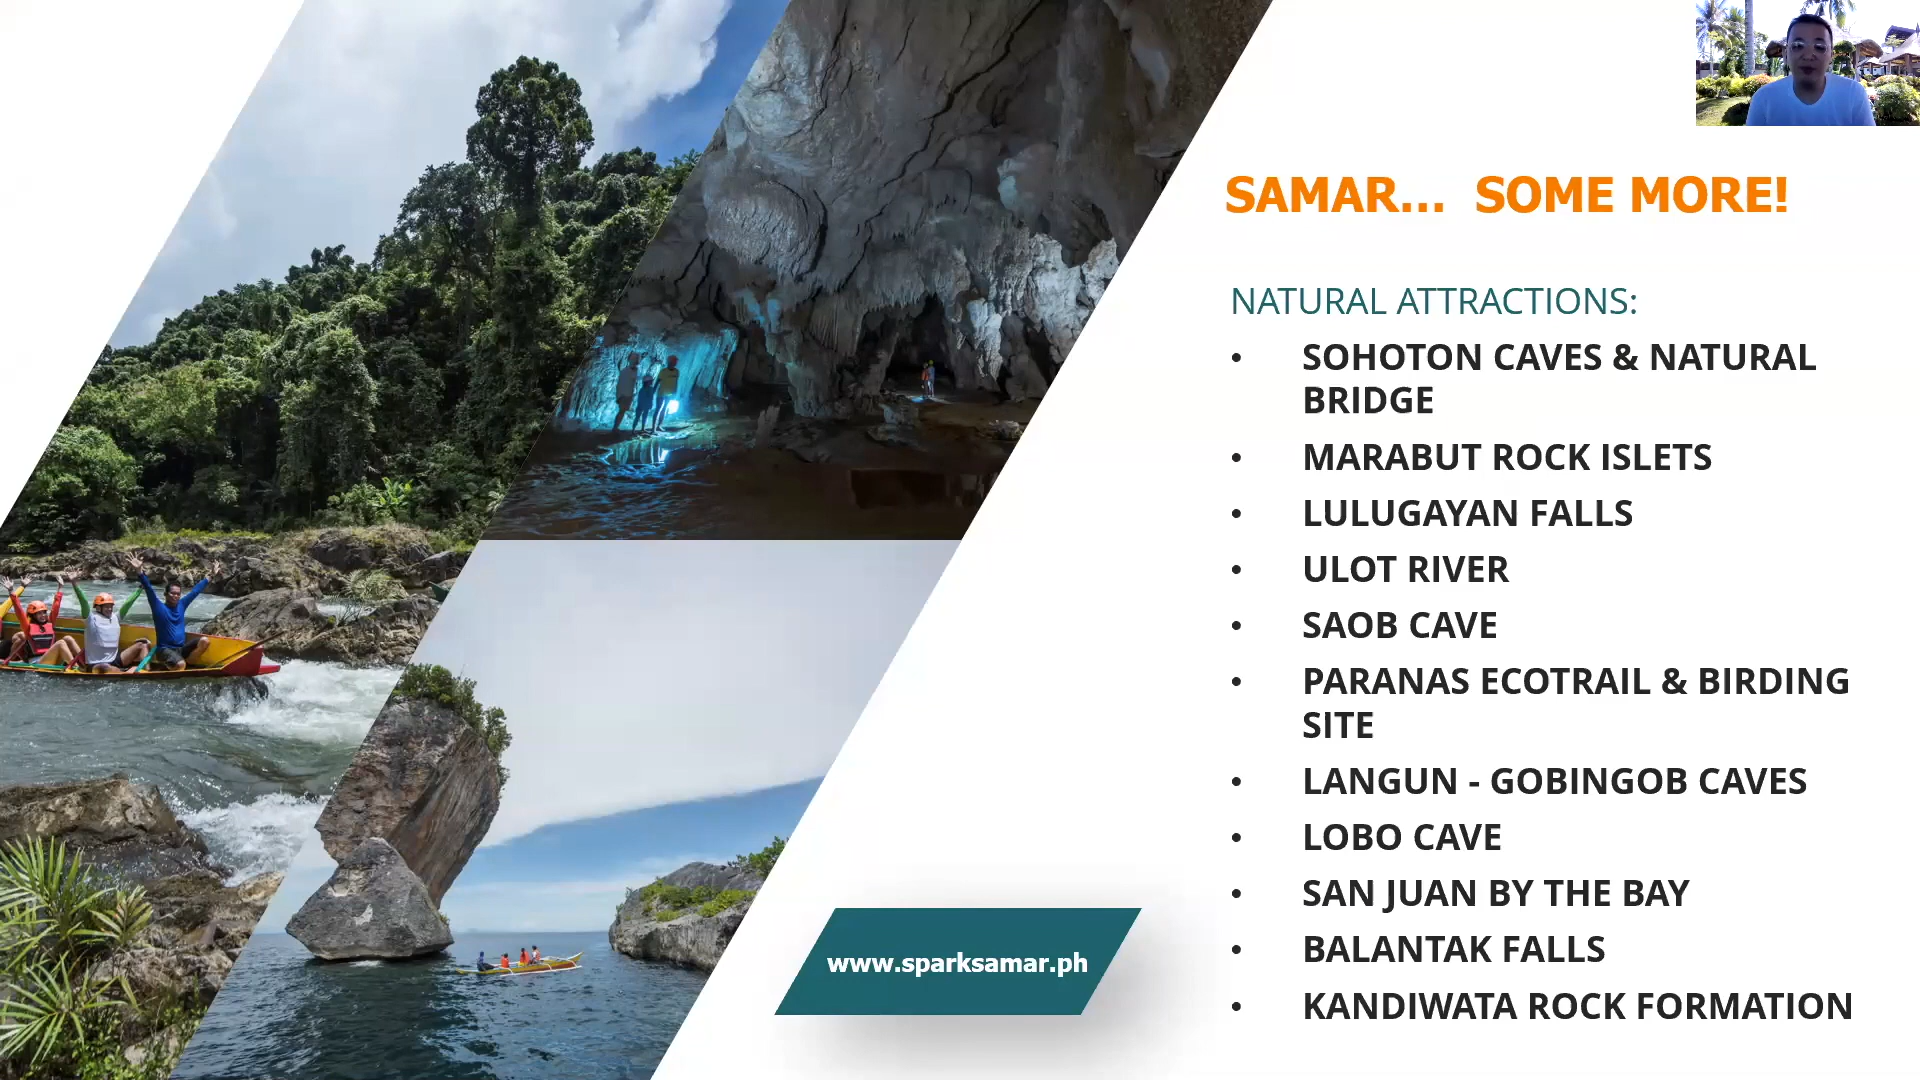 SAMAR... SOME MORE!
NATURAL ATTRACTIONS:
• SOHOTON CAVES & NATURAL
BRIDGE
• MARABUT ROCK ISLETS
• LULUGAYAN FALLS
• ULOT RIVER
• SAOB CAVE
• PARANAS ECOTRAIL & BIRDING
SITE
• LANGUN - GOBINGOB CAVES
• LOBO CAVE
• SAN JUAN BY THE BAY
• BALANTAK FALLS
• KANDIWATA ROCK FORMATION
www.sparksamar.ph